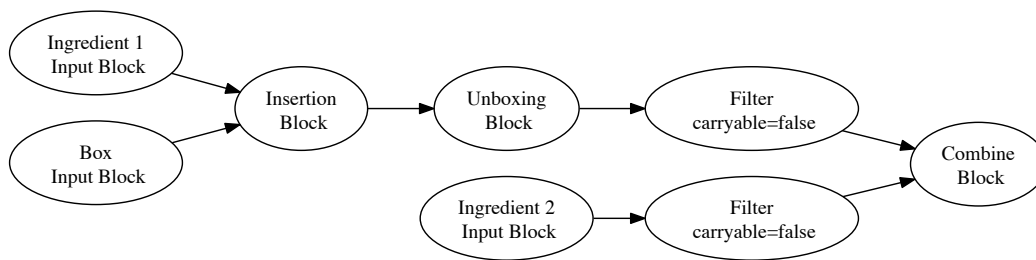 Ingredient 1
Input Block
Box
Input Block
Insertion
Block
Unboxing
Block
Filter
carryable=false
Ingredient 2
Input Block
Filter
carryable=false
Combine
Block